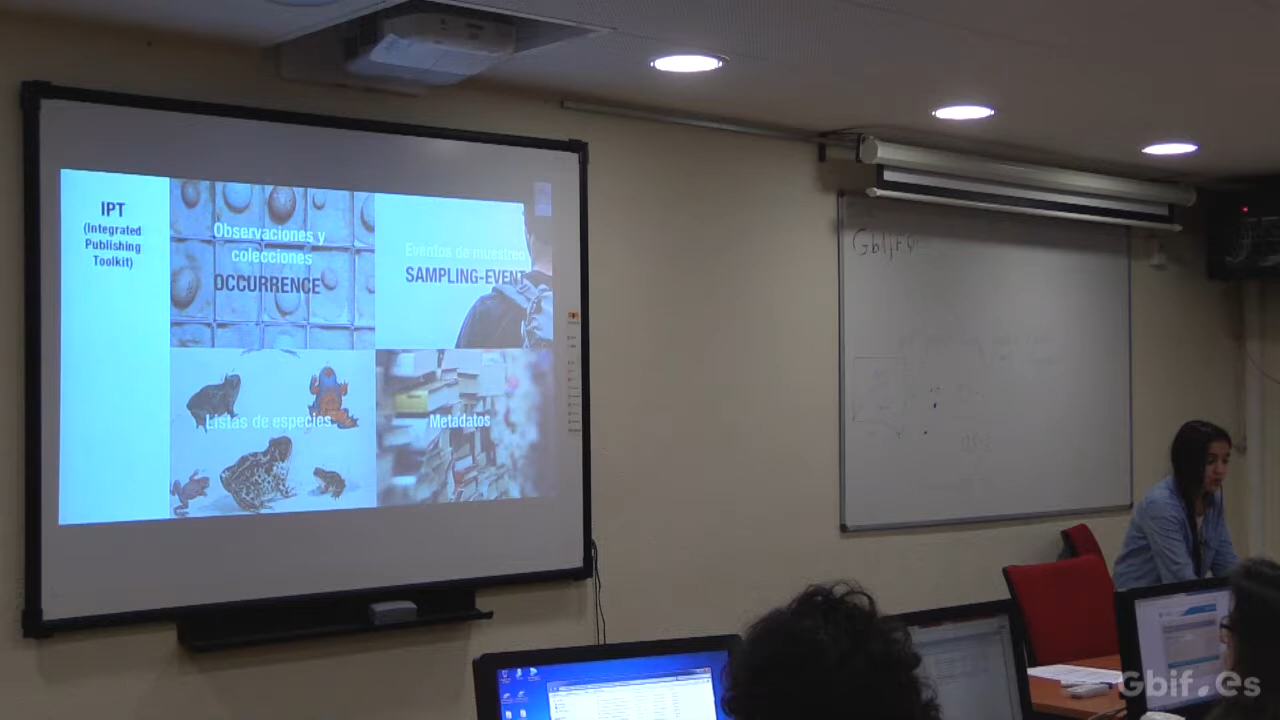 IPT
(Integrated
Publishing
Toolkit)
Observaciones y
colecciones
OCCURRENCE
Eventos de muestreo
SAMPLING-EVENT
Listas de especies
Metadatos
Gbif.es